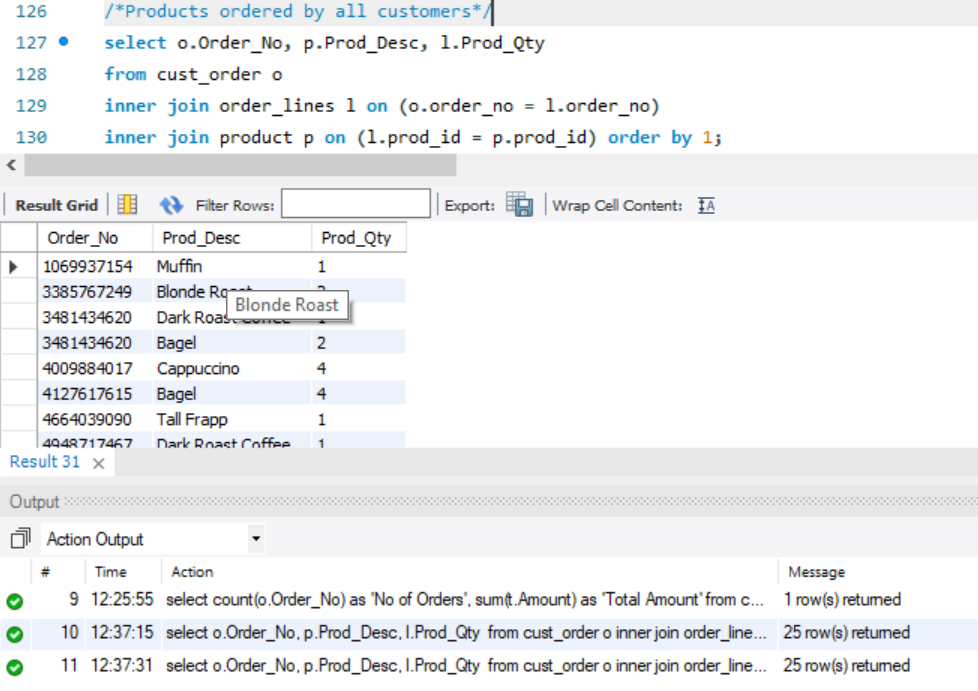 126 /*Products ordered by all customers*/
127 select o.Order_No, p.Prod_Desc, l.Prod_Qty
128 from cust_order o
129 inner join order_lines l on (o.order_no = l.order_no)
130 inner join product p on (l.prod_id = p.prod_id) order by 1;
Result Grid Filter Rows: Export: Wrap Cell Content:
Order_No Prod_Desc Prod_Qty
1069937154 Muffin 1
3385767249 Blonde Roast
Blonde Roast
3481434620 Dark Roast Coffee 1
3481434620 Bagel 2
4009884017 Cappuccino 4
4127617615 Bagel 4
4664039090 Tall Frapp 1
4948717467 Dark Roast Coffee 1
Result 31
Output
Action Output
# Time Action Message
9 12:25:55 select count(o.Order_No) as 'No of Orders', sum(t.Amount) as 'Total Amount' from c... 1 row(s) returned
10 12:37:15 select o.Order_No, p.Prod_Desc, l.Prod_Qty from cust_order o inner join order_line... 25 row(s) returned
11 12:37:31 select o.Order_No, p.Prod_Desc, l.Prod_Qty from cust_order o inner join order_line... 25 row(s) returned